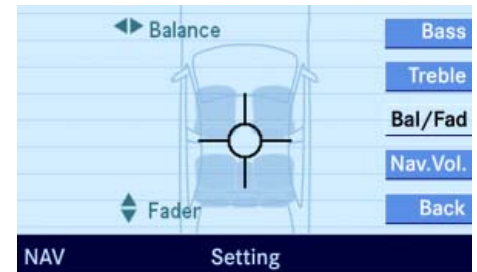 Balance
Bass
Treble
Bal/Fad
Nav.Vol.
Fader
Back
NAV
Setting